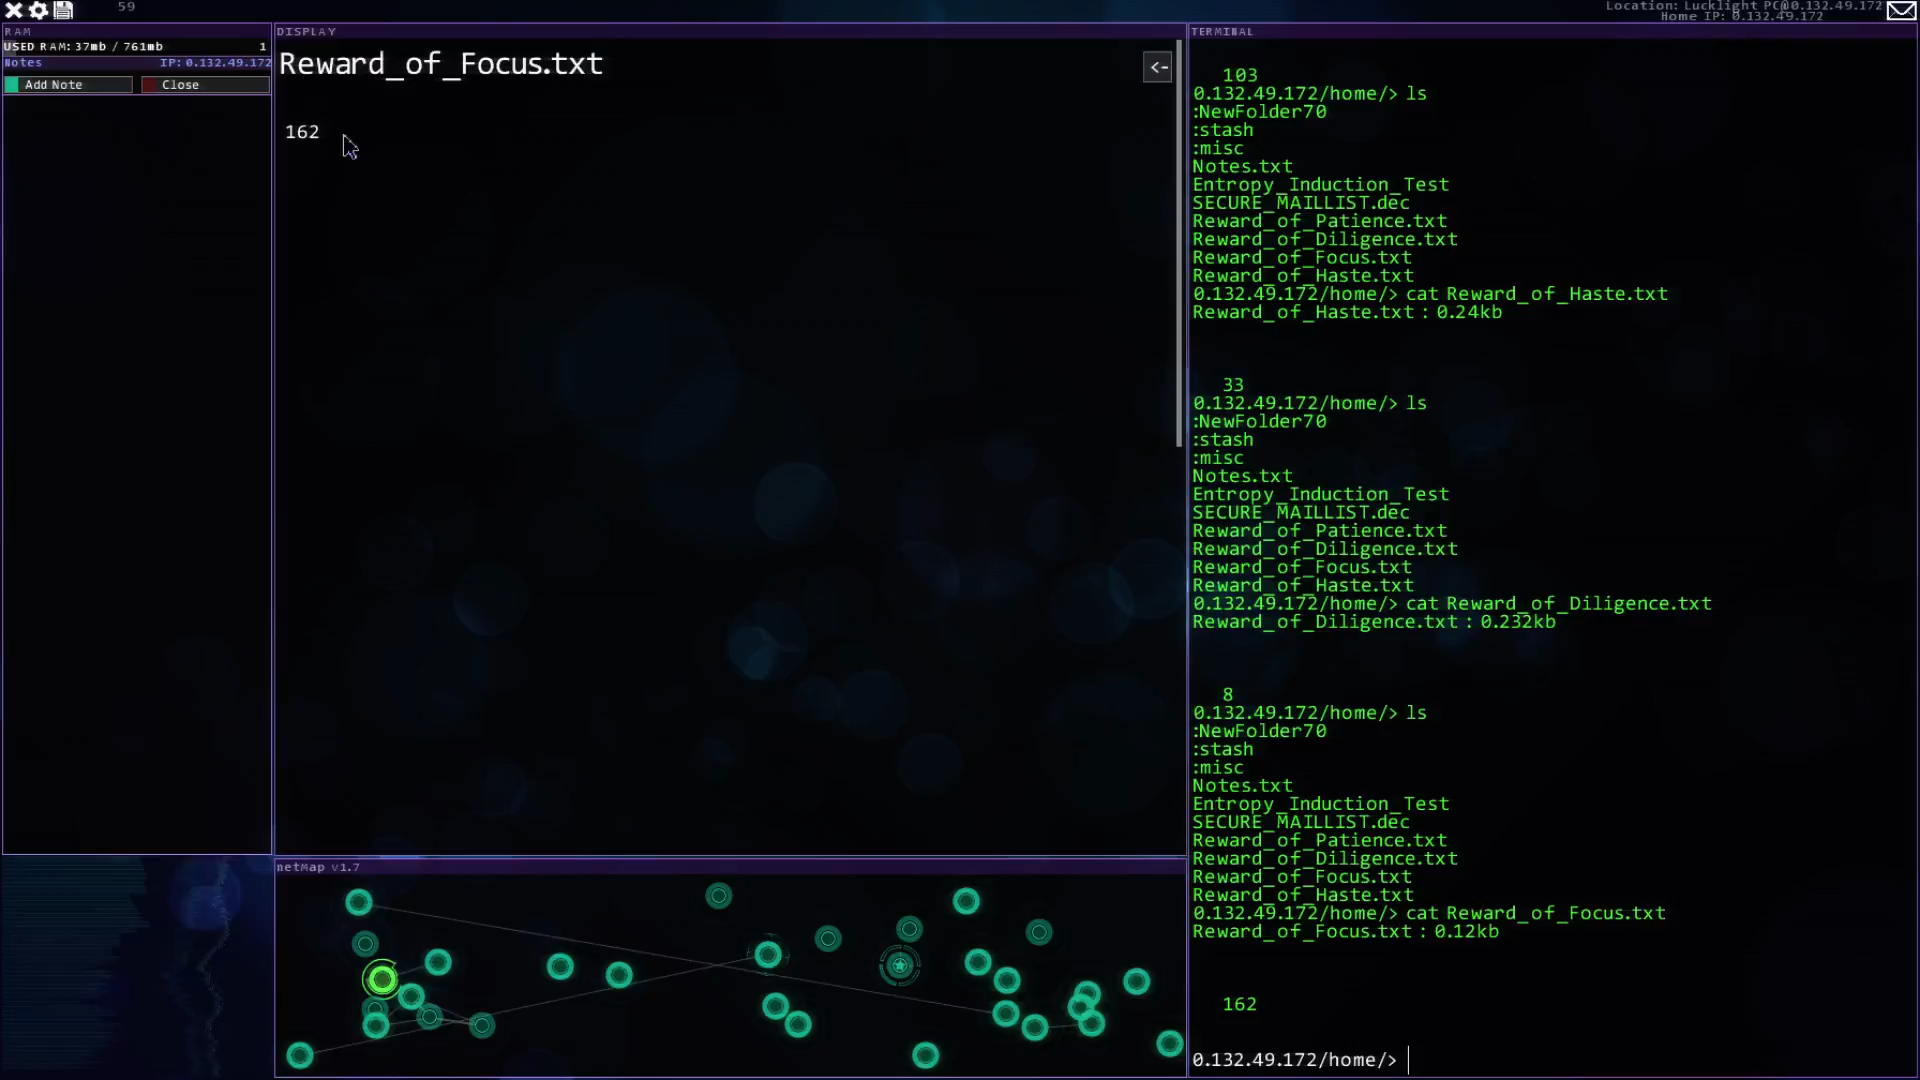 59
Location: Lucklight PC@0.132.49.172
Home IP: 0.132.49.172
RAM
USED RAM: 37mb / 761mb 1
Notes IP: 0.132.49.172
Add Note Close
DISPLAY
Reward_of_Focus.txt
<-
162
netMap v1.7
TERMINAL
103
0.132.49.172/home/> ls
:NewFolder70
:stash
:misc
Notes.txt
Entropy_Induction_Test
SECURE_MAILLIST.dec
Reward_of_Patience.txt
Reward_of_Diligence.txt
Reward_of_Focus.txt
Reward_of_Haste.txt
0.132.49.172/home/> cat Reward_of_Haste.txt
Reward_of_Haste.txt : 0.24kb
33
0.132.49.172/home/> ls
:NewFolder70
:stash
:misc
Notes.txt
Entropy_Induction_Test
SECURE_MAILLIST.dec
Reward_of_Patience.txt
Reward_of_Diligence.txt
Reward_of_Focus.txt
Reward_of_Haste.txt
0.132.49.172/home/> cat Reward_of_Diligence.txt
Reward_of_Diligence.txt : 0.232kb
8
0.132.49.172/home/> ls
:NewFolder70
:stash
:misc
Notes.txt
Entropy_Induction_Test
SECURE_MAILLIST.dec
Reward_of_Patience.txt
Reward_of_Diligence.txt
Reward_of_Focus.txt
Reward_of_Haste.txt
0.132.49.172/home/> cat Reward_of_Focus.txt
Reward_of_Focus.txt : 0.12kb
162
0.132.49.172/home/>